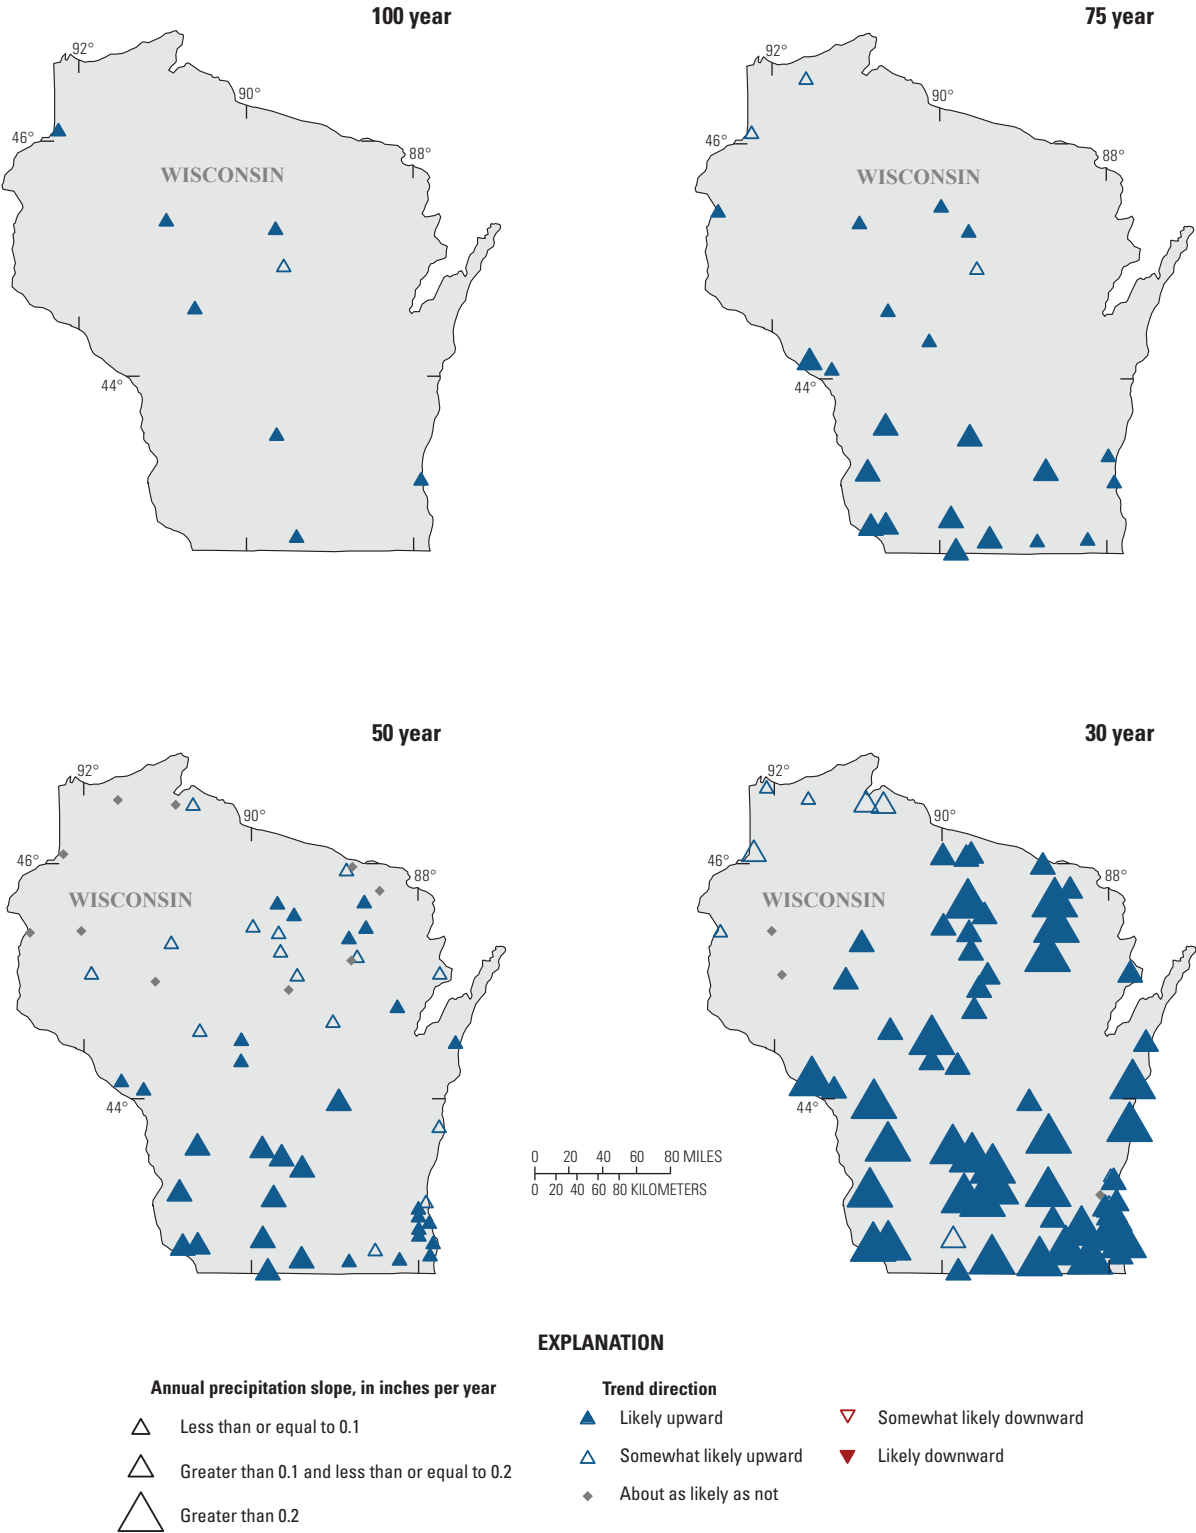 100 year
75 year
92°
90°
46°
88°
WISCONSIN
44°
92°
90°
46°
88°
WISCONSIN
44°
50 year
30 year
92°
90°
46°
88°
WISCONSIN
44°
92°
90°
46°
88°
WISCONSIN
44°
0 20 40 60 80 MILES
0 20 40 60 80 KILOMETERS
EXPLANATION
Annual precipitation slope, in inches per year
Less than or equal to 0.1
Greater than 0.1 and less than or equal to 0.2
Greater than 0.2
Trend direction
Likely upward
Somewhat likely upward
About as likely as not
Somewhat likely downward
Likely downward